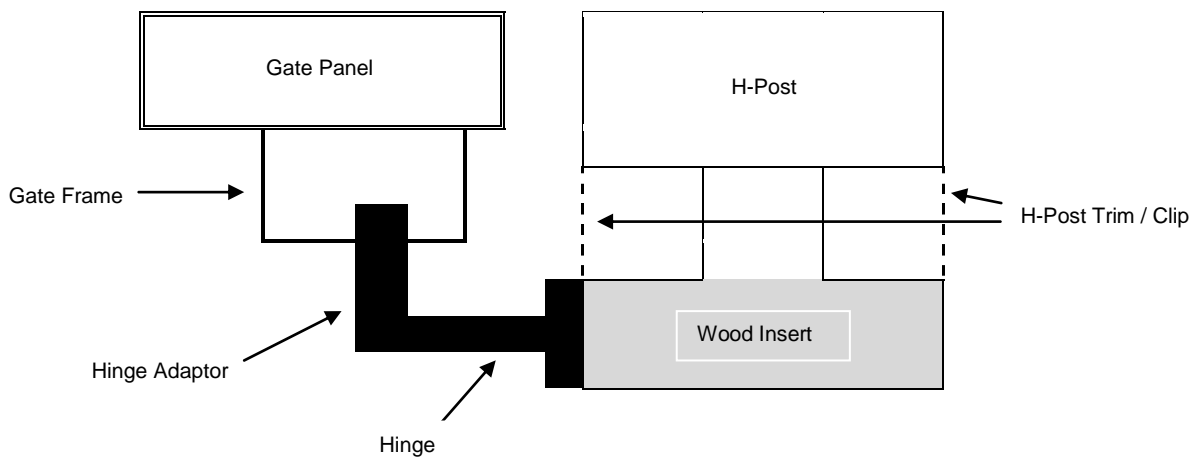 Gate Panel
H-Post
Gate Frame
H-Post Trim / Clip
Wood Insert
Hinge Adaptor
Hinge